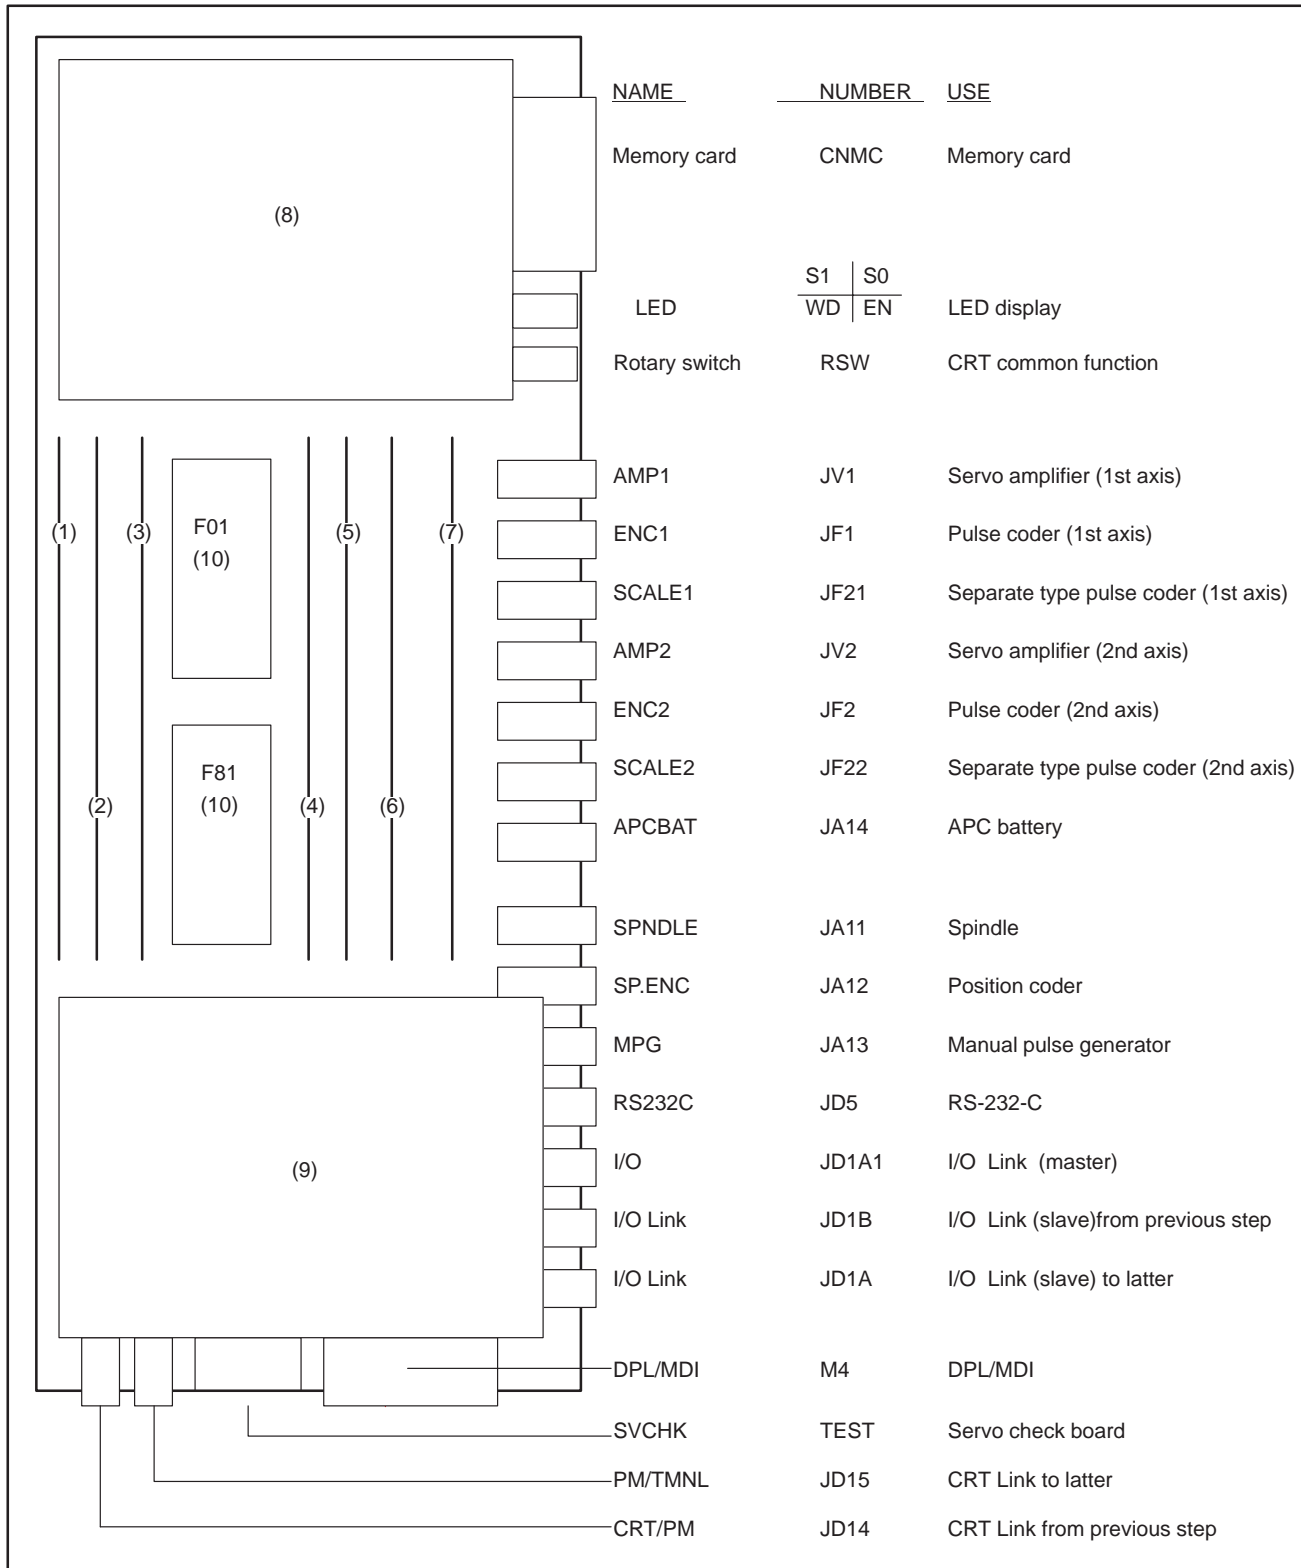 NAME NUMBER USE
Memory card CNMC Memory card
(8)
S1 S0
LED WD EN LED display
Rotary switch RSW CRT common function
AMP1 JV1 Servo amplifier (1st axis)
(1) (3) F01 (5) (7) ENC1 JF1 Pulse coder (1st axis)
(10)
SCALE1 JF21 Separate type pulse coder (1st axis)
AMP2 JV2 Servo amplifier (2nd axis)
ENC2 JF2 Pulse coder (2nd axis)
F81 SCALE2 JF22 Separate type pulse coder (2nd axis)
(2) (10) (4) (6)
APCBAT JA14 APC battery
SPNDLE JA11 Spindle
SP.ENC JA12 Position coder
MPG JA13 Manual pulse generator
RS232C JD5 RS-232-C
(9) I/O JD1A1 I/O Link (master)
I/O Link JD1B I/O Link (slave)from previous step
I/O Link JD1A I/O Link (slave) to latter
DPL/MDI M4 DPL/MDI
SVCHK TEST Servo check board
PM/TMNL JD15 CRT Link to latter
CRT/PM JD14 CRT Link from previous step